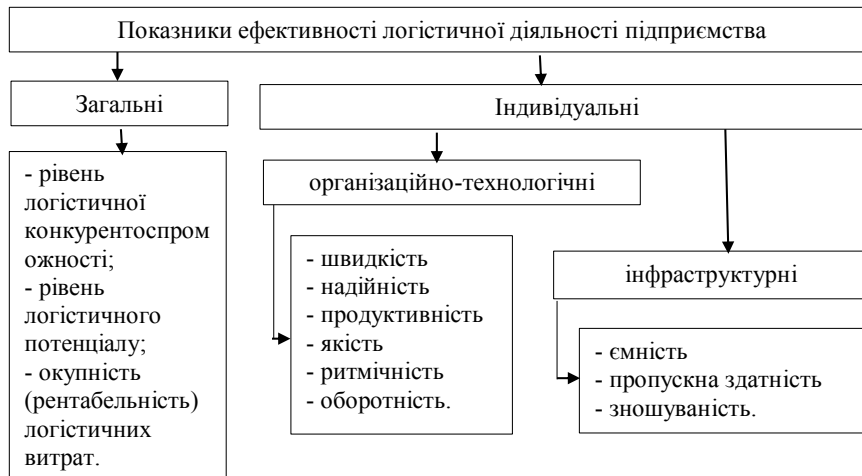 Показники ефективності логістичної діяльності підприємства
Загальні
Індивідуальні
- рівень
логістичної
конкурентоспром
ожності;
- рівень
логістичного
потенціалу;
- окупність
(рентабельність)
логістичних
витрат.
організаційно-технологічні
- швидкість
- надійність
- продуктивність
- якість
- ритмічність
- оборотність.
інфраструктурні
- ємність
- пропускна здатність
- зношуваність.